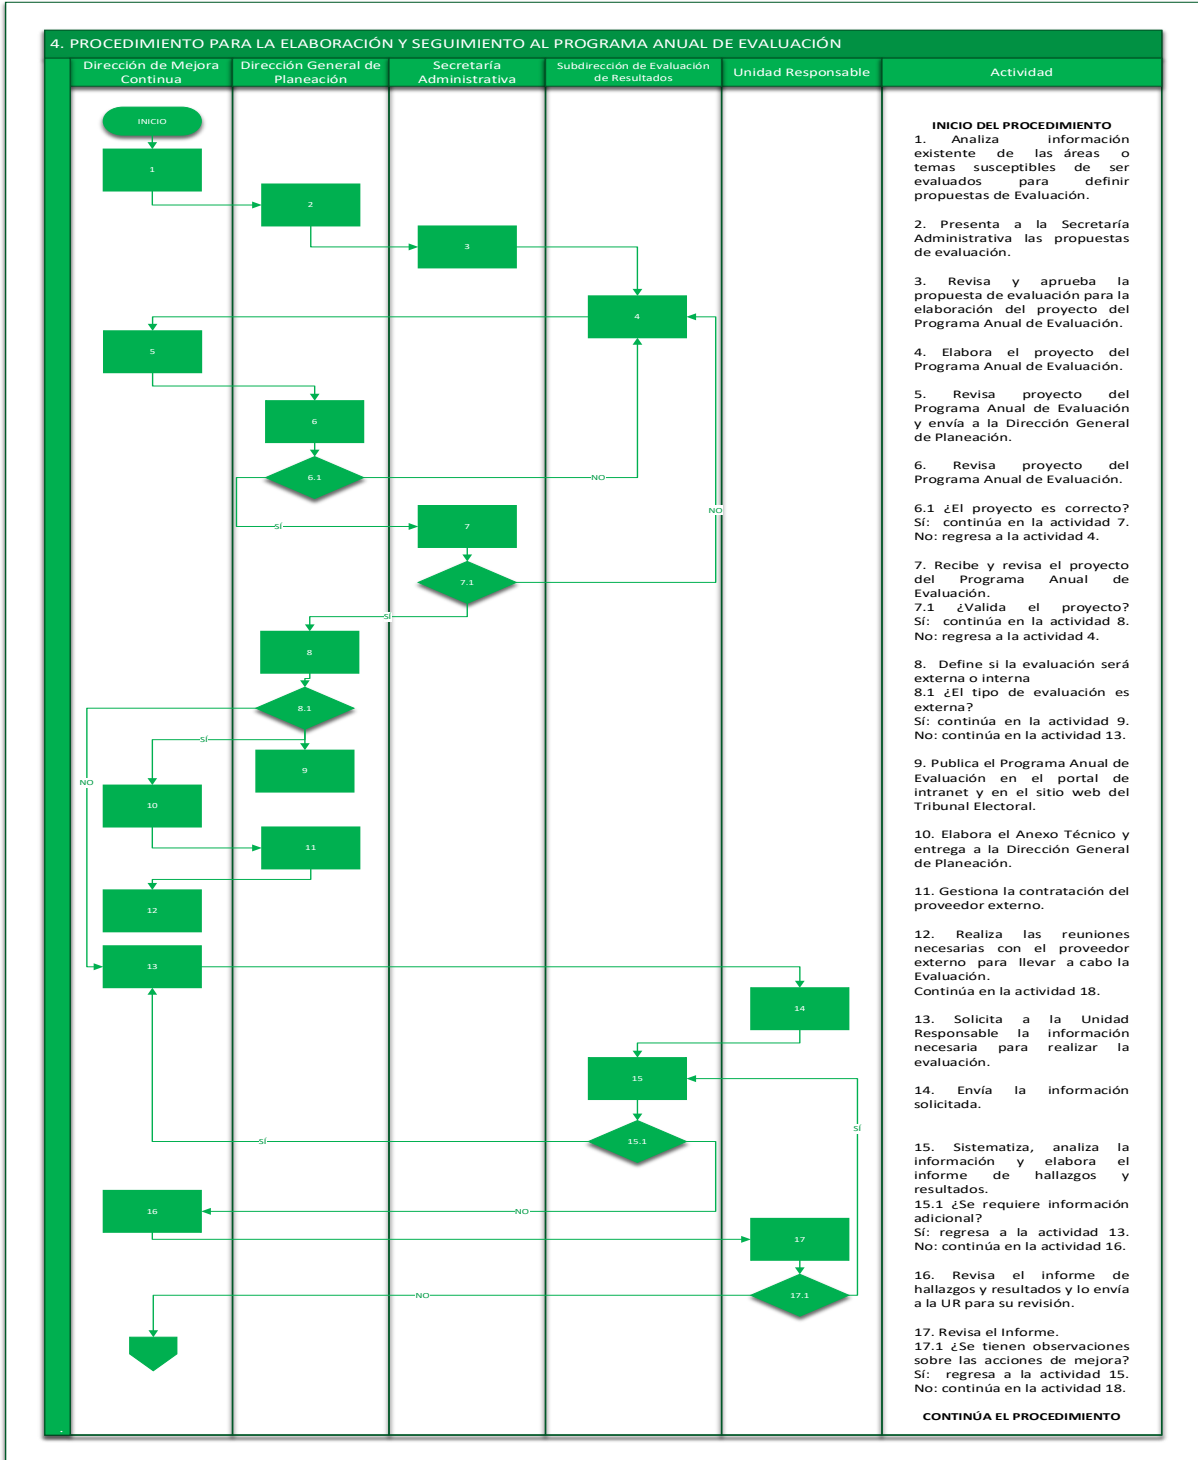 4. PROCEDIMIENTO PARA LA ELABORACIÓN Y SEGUIMIENTO AL PROGRAMA ANUAL DE EVALUACIÓN
Dirección de Mejora
Continua
Dirección General de
Planeación
Secretaría
Administrativa
Subdirección de Evaluación
de Resultados
Unidad Responsable
Actividad
INICIO
1
2
3
4
5
6
6.1
NO
SÍ
7
NO
7.1
SÍ
8
8.1
SÍ
9
NO
10
11
12
13
14
15
SÍ
15.1
SÍ
16
NO
17
NO
17.1
INICIO DEL PROCEDIMIENTO
1. Analiza información
existente de las áreas o
temas susceptibles de ser
evaluados para definir
propuestas de Evaluación.
2. Presenta a la Secretaría
Administrativa las propuestas
de evaluación.
3. Revisa y aprueba la
propuesta de evaluación para la
elaboración del proyecto del
Programa Anual de Evaluación.
4. Elabora el proyecto del
Programa Anual de Evaluación.
5. Revisa proyecto del
Programa Anual de Evaluación
y envía a la Dirección General
de Planeación.
6. Revisa proyecto del
Programa Anual de Evaluación.
6.1 ¿El proyecto es correcto?
Sí: continúa en la actividad 7.
No: regresa a la actividad 4.
7. Recibe y revisa el proyecto
del Programa Anual de
Evaluación.
7.1 ¿Valida el proyecto?
Sí: continúa en la actividad 8.
No: regresa a la actividad 4.
8. Define si la evaluación será
externa o interna
8.1 ¿El tipo de evaluación es
externa?
Sí: continúa en la actividad 9.
No: continúa en la actividad 13.
9. Publica el Programa Anual de
Evaluación en el portal de
intranet y en el sitio web del
Tribunal Electoral.
10. Elabora el Anexo Técnico y
entrega a la Dirección General
de Planeación.
11. Gestiona la contratación del
proveedor externo.
12. Realiza las reuniones
necesarias con el proveedor
externo para llevar a cabo la
Evaluación.
Continúa en la actividad 18.
13. Solicita a la Unidad
Responsable la información
necesaria para realizar la
evaluación.
14. Envía la información
solicitada.
15. Sistematiza, analiza la
información y elabora el
informe de hallazgos y
resultados.
15.1 ¿Se requiere información
adicional?
Sí: regresa a la actividad 13.
No: continúa en la actividad 16.
16. Revisa el informe de
hallazgos y resultados y lo envía
a la UR para su revisión.
17. Revisa el Informe.
17.1 ¿Se tienen observaciones
sobre las acciones de mejora?
Sí: regresa a la actividad 15.
No: continúa en la actividad 18.
CONTINÚA EL PROCEDIMIENTO